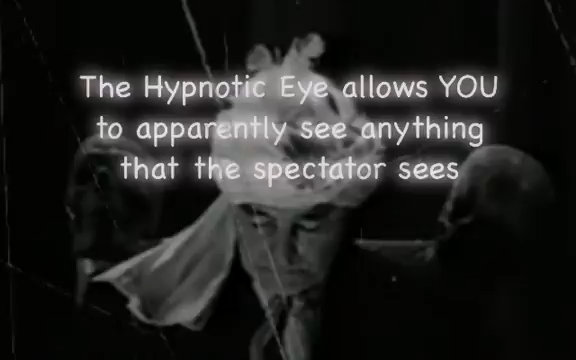 The Hypnotic Eye allows YOU
to apparently see anything
that the spectator sees